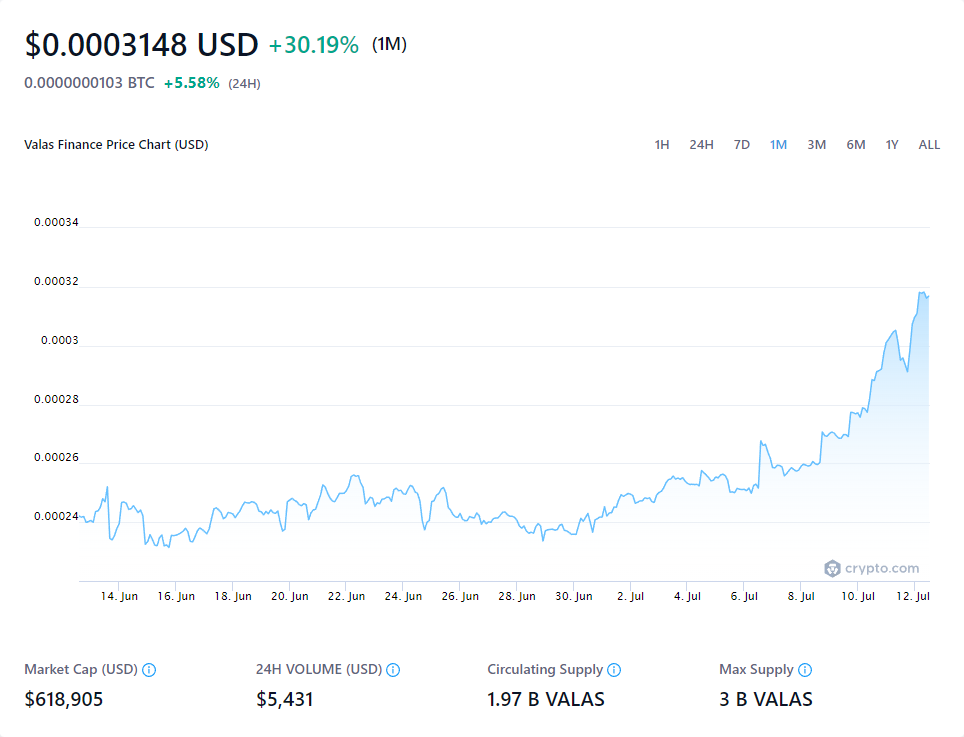 $0.0003148 USD +30.19% (1M)
0.0000000103 BTC +5.58% (24H)
Valas Finance Price Chart (USD) 1H 24H 7D 1M 3M 6M 1Y ALL
0.00034
0.00032
0.0003
0.00028
0.00026
0.00024
crypto.com
14. Jun 16. Jun 18. Jun 20. Jun 22. Jun 24. Jun 26. Jun 28. Jun 30. Jun 2. Jul 4. Jul 6. Jul 8. Jul 10. Jul 12. Jul
Market Cap (USD) 24H VOLUME (USD) Circulating Supply Max Supply
$618,905 $5,431 1.97 B VALAS 3 B VALAS